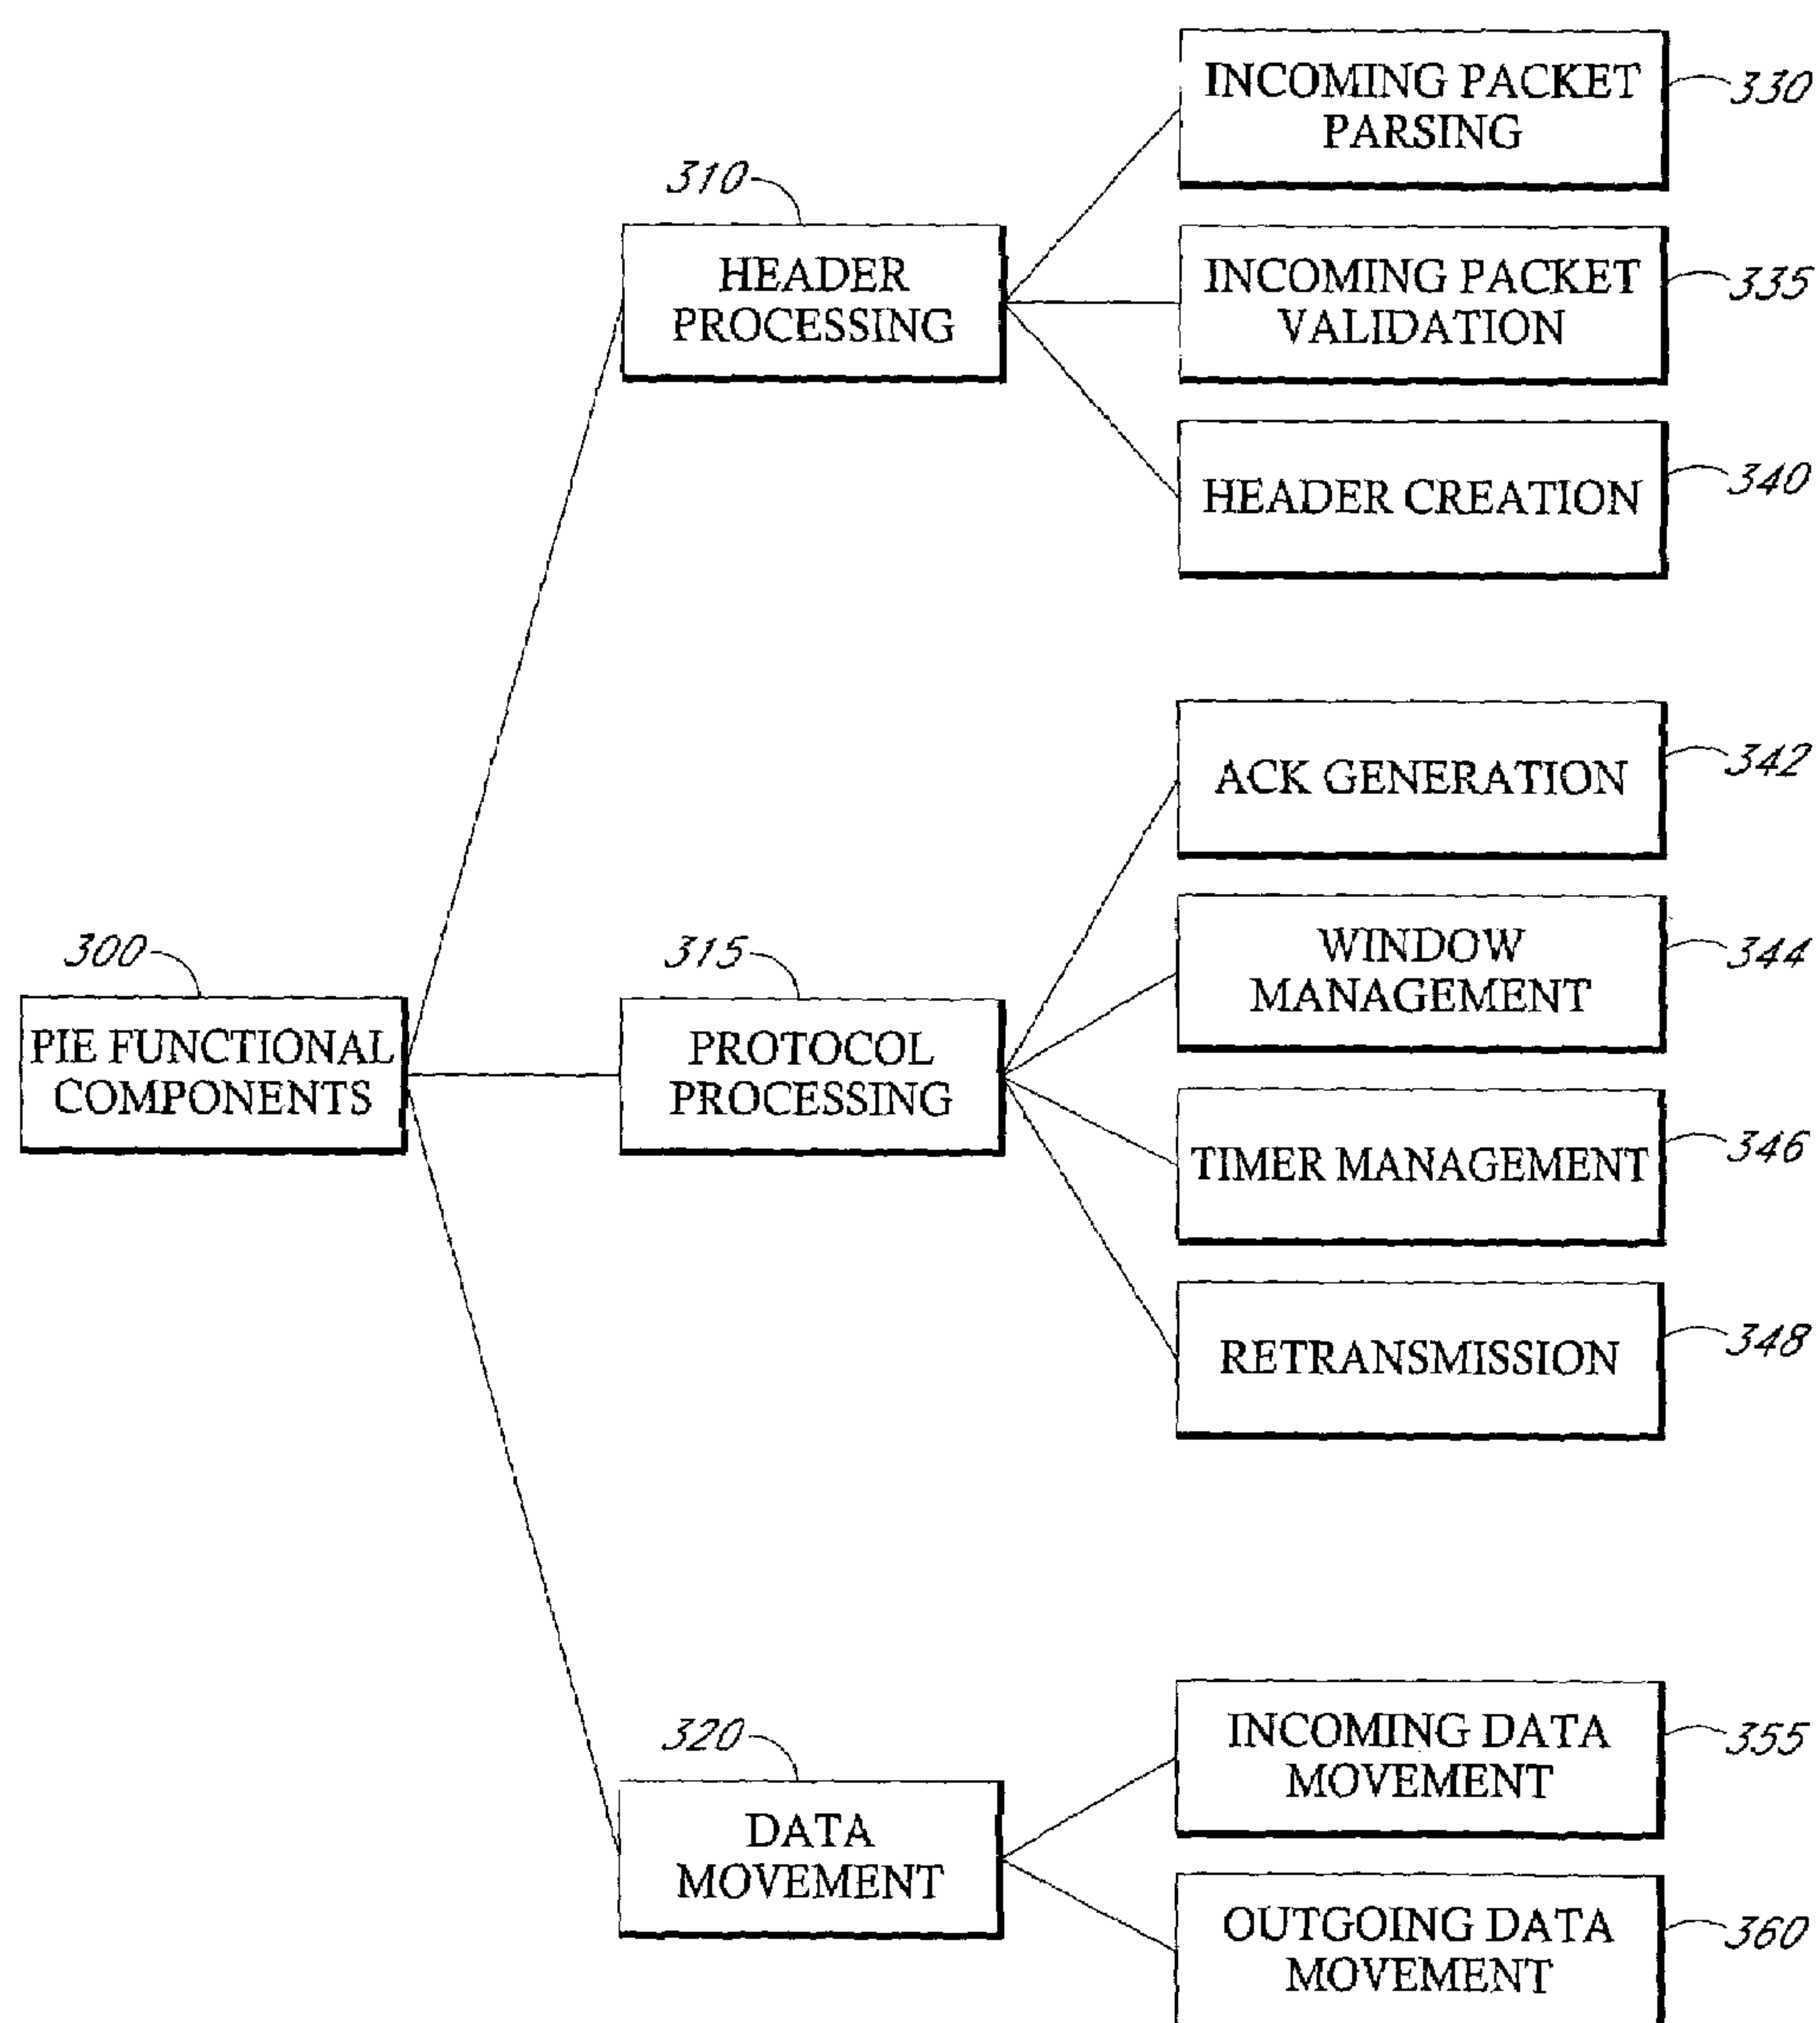 INCOMING PACKET
PARSING
330
310
HEADER
PROCESSING
INCOMING PACKET
VALIDATION
335
HEADER CREATION
340
ACK GENERATION
342
300
PIE FUNCTIONAL
COMPONENTS
315
PROTOCOL
PROCESSING
WINDOW
MANAGEMENT
344
TIMER MANAGEMENT
346
RETRANSMISSION
348
320
DATA
MOVEMENT
INCOMING DATA
MOVEMENT
355
OUTGOING DATA
MOVEMENT
360